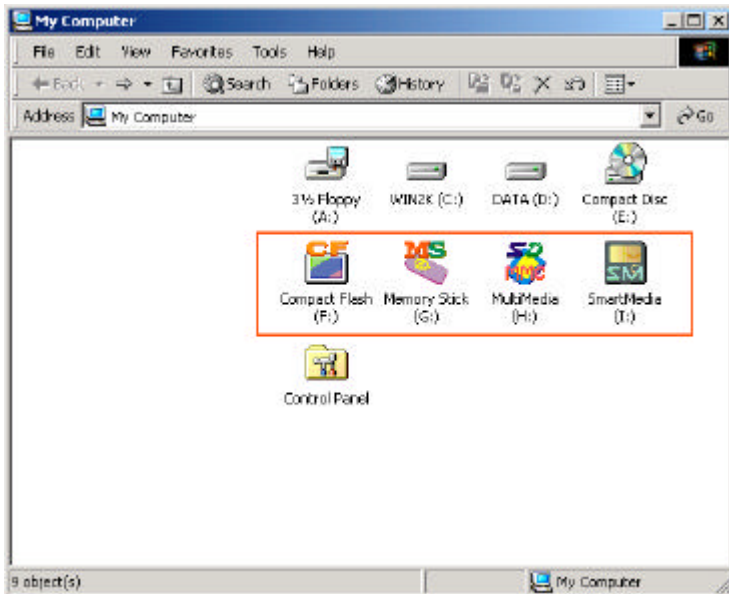 My Computer
File Edit View Favorites Tools Help
Back Search Folders History
Address My Computer Go
3½ Floppy (A:) WIN2K (C:) DATA (D:) Compact Disc (E:)
CF MS SD MMC SM
Compact Flash (F:) Memory Stick (G:) MultiMedia (H:) SmartMedia (I:)
Control Panel
9 object(s) My Computer